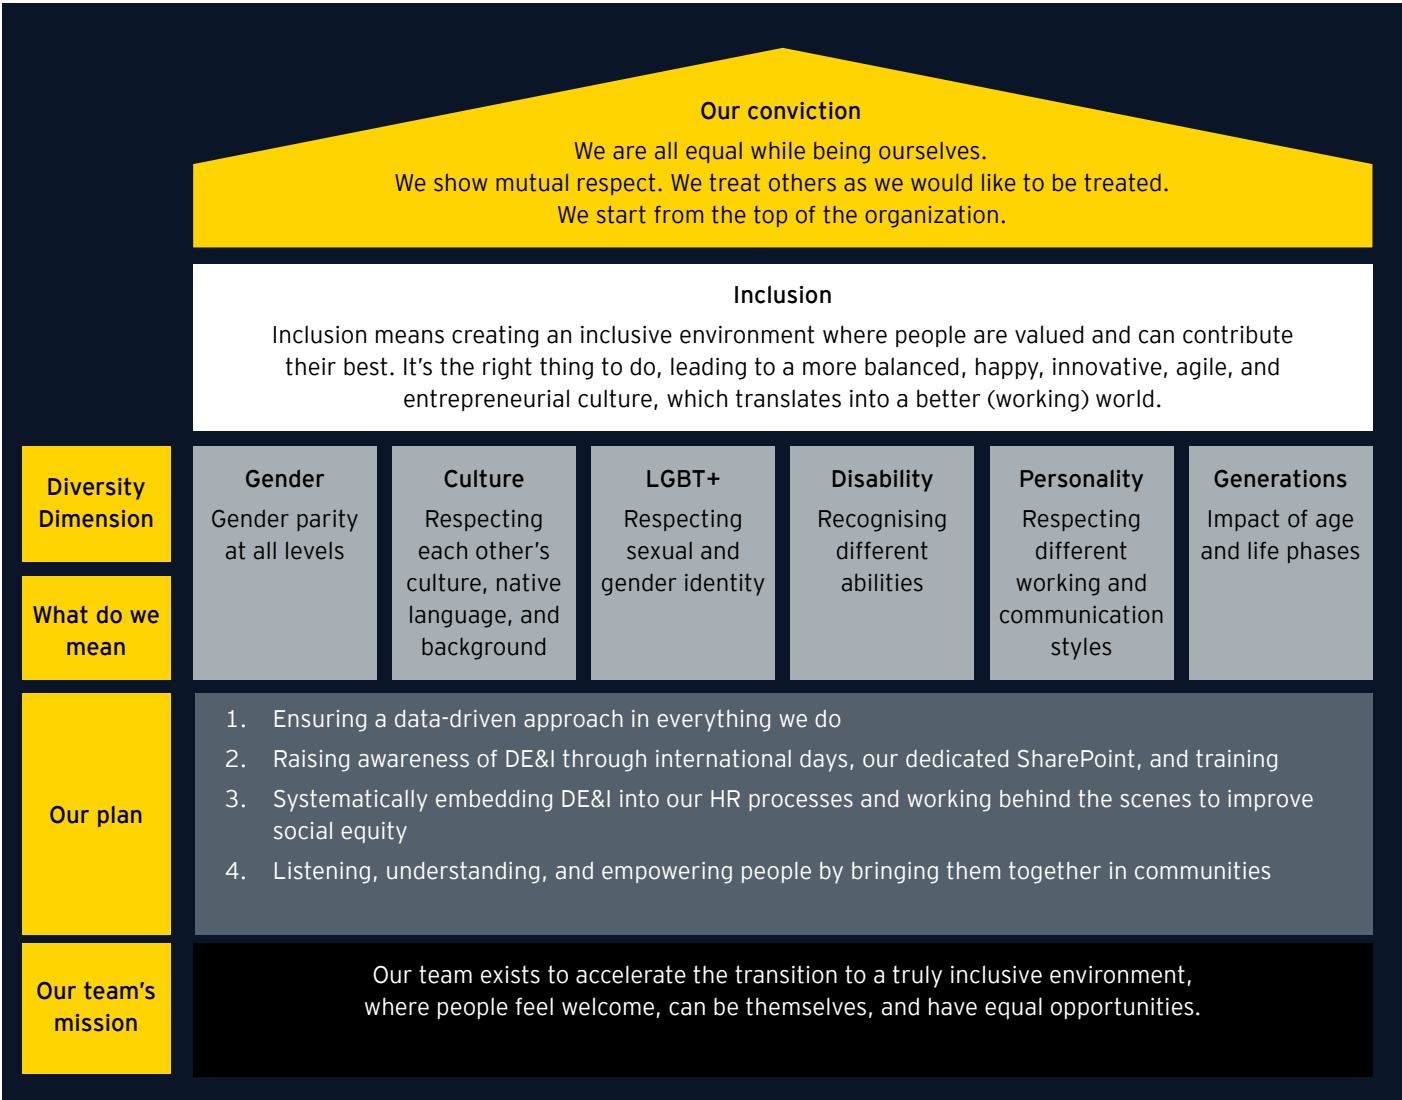 Our conviction
We are all equal while being ourselves.
We show mutual respect. We treat others as we would like to be treated.
We start from the top of the organization.
Inclusion
Inclusion means creating an inclusive environment where people are valued and can contribute
their best. It's the right thing to do, leading to a more balanced, happy, innovative, agile, and
entrepreneurial culture, which translates into a better (working) world.
Diversity
Dimension
What do we
mean
Gender
Gender parity
at all levels
Culture
Respecting
each other's
culture, native
language, and
background
LGBT+
Respecting
sexual and
gender identity
Disability
Recognising
different
abilities
Personality
Respecting
different
working and
communication
styles
Generations
Impact of age
and life phases
Our plan
1. Ensuring a data-driven approach in everything we do
2. Raising awareness of DE&I through international days, our dedicated SharePoint, and training
3. Systematically embedding DE&I into our HR processes and working behind the scenes to improve
social equity
4. Listening, understanding, and empowering people by bringing them together in communities
Our team's
mission
Our team exists to accelerate the transition to a truly inclusive environment,
where people feel welcome, can be themselves, and have equal opportunities.